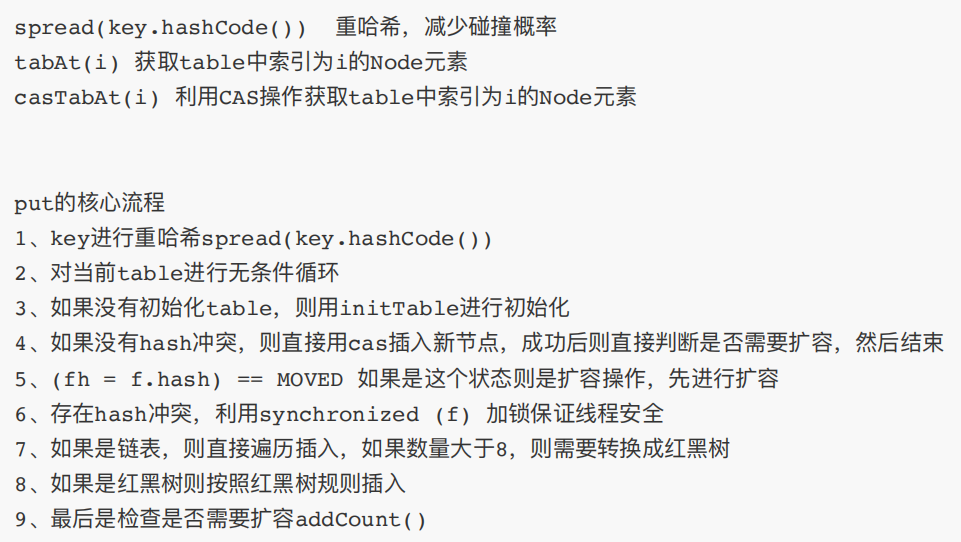 spread(key.hashCode())  重哈希，减少碰撞概率
tabAt(i) 获取table中索引为i的Node元素
casTabAt(i) 利用CAS操作获取table中索引为i的Node元素
put的核心流程
1、key进行重哈希spread(key.hashCode())
2、对当前table进行无条件循环
3、如果没有初始化table，则用initTable进行初始化
4、如果没有hash冲突，则直接用cas插入新节点，成功后则直接判断是否需要扩容，然后结束
5、(fh = f.hash) == MOVED 如果是这个状态则是扩容操作，先进行扩容
6、存在hash冲突，利用synchronized (f) 加锁保证线程安全
7、如果是链表，则直接遍历插入，如果数量大于8，则需要转换成红黑树
8、如果是红黑树则按照红黑树规则插入
9、最后是检查是否需要扩容addCount()